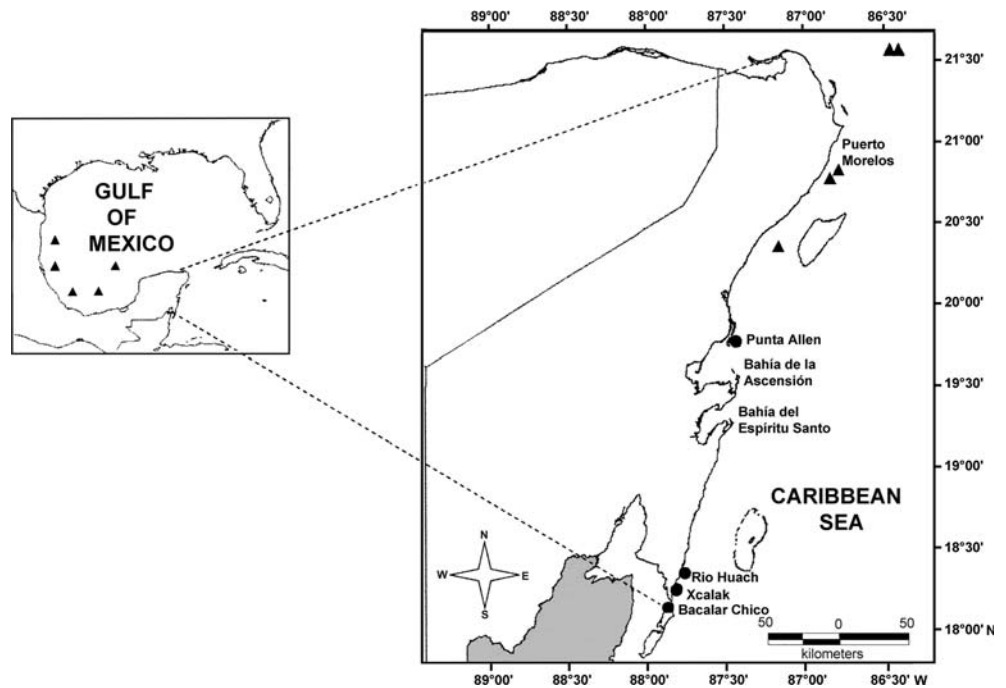 89°00' 88°30' 88°00' 87°30' 87°00' 86°30'
21°30'
21°00'
Puerto
Morelos
20°30'
20°00'
Punta Allen
Bahía de la
Ascensión
19°30'
Bahía del
Espíritu Santo
19°00'
CARIBBEAN
SEA
18°30'
Rio Huach
Xcalak
Bacalar Chico
18°00' N
N
W E
S
50 0 50
kilometers
89°00' 88°30' 88°00' 87°30' 87°00' 86°30' W
GULF
OF
MEXICO